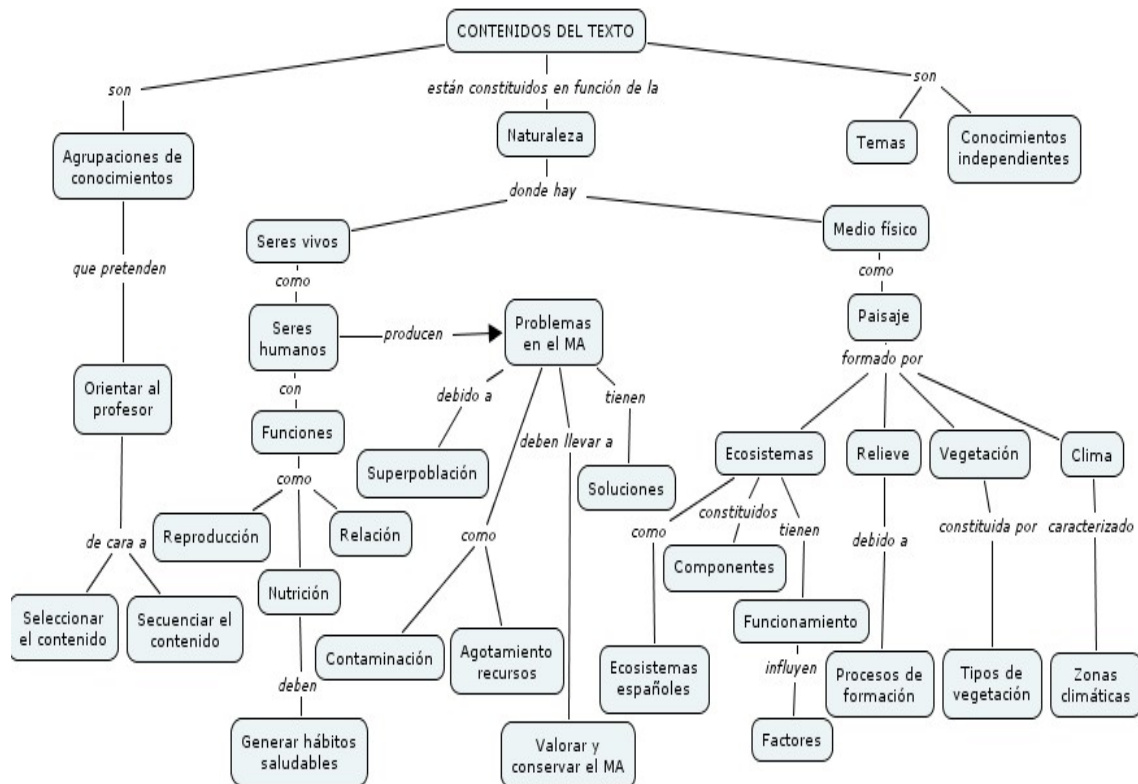 CONTENIDOS DEL TEXTO
son
están constituidos en función de la
son
Agrupaciones de
conocimientos
Naturaleza
Temas
Conocimientos
independientes
donde hay
Seres vivos
Medio físico
que pretenden
como
como
Seres
humanos
producen
Problemas
en el MA
Paisaje
formado por
Orientar al
profesor
con
debido a
tienen
deben llevar a
Funciones
Ecosistemas
Relieve
Vegetación
Clima
Superpoblación
Soluciones
como
constituidos
tienen
como
debido a
constituida por
caracterizado
Reproducción
Relación
como
de cara a
Componentes
Nutrición
Seleccionar
el contenido
Secuenciar el
contenido
Funcionamiento
Contaminación
Agotamiento
recursos
Ecosistemas
españoles
influyen
Procesos de
formación
Tipos de
vegetación
Zonas
climáticas
deben
Generar hábitos
saludables
Valorar y
conservar el MA
Factores